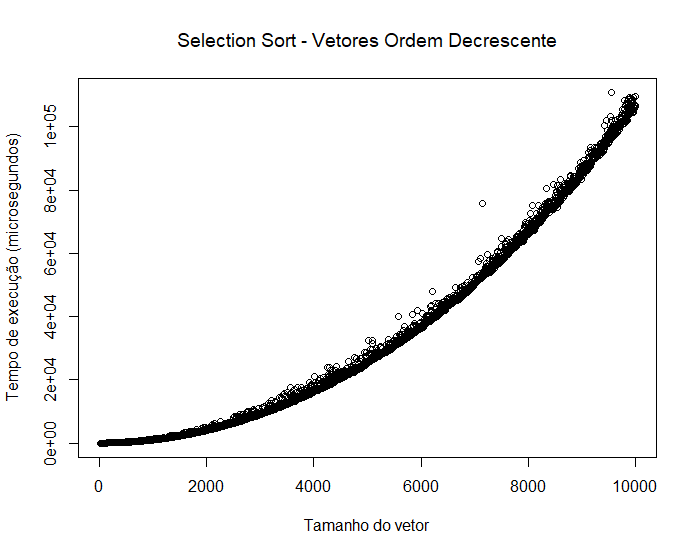 Selection Sort - Vetores Ordem Decrescente
Tempo de execução (microsegundos)
1e+05
8e+04
6e+04
4e+04
2e+04
0e+00
0 2000 4000 6000 8000 10000
Tamanho do vetor